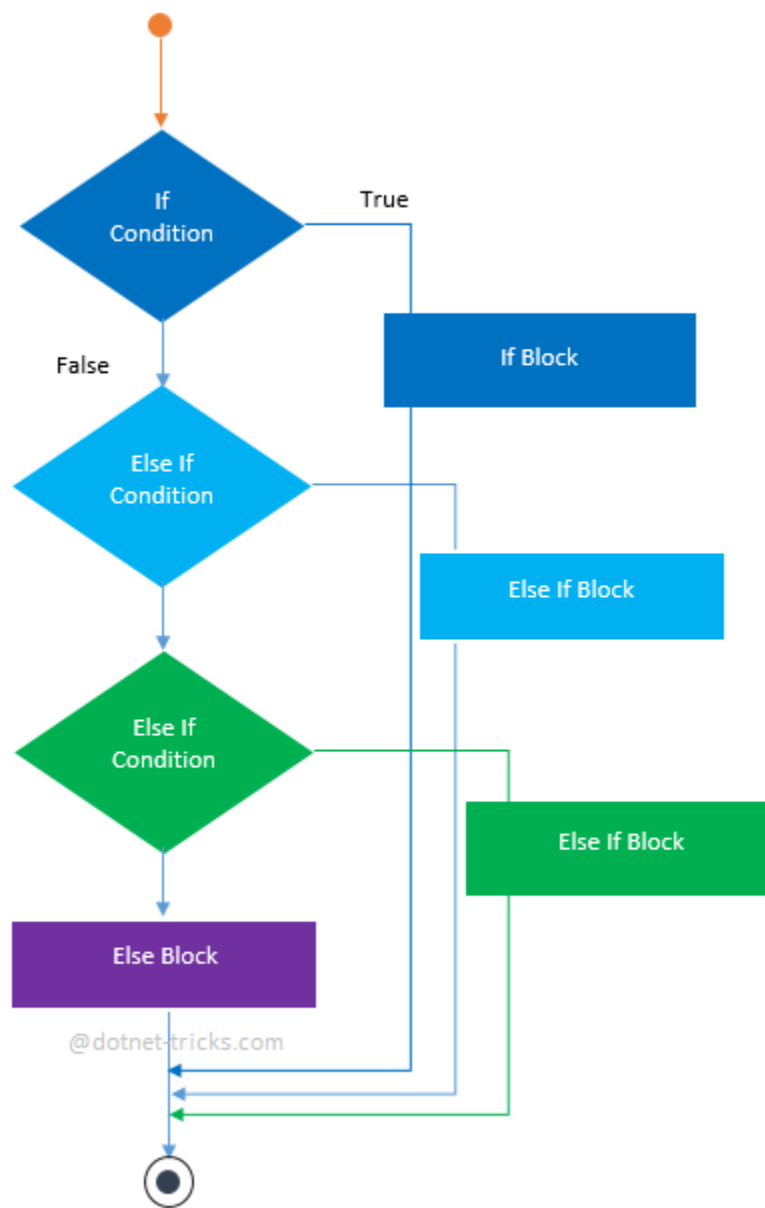 If
Condition
True
If Block
False
Else If
Condition
Else If Block
Else If
Condition
Else If Block
Else Block
@dotnet-tricks.com